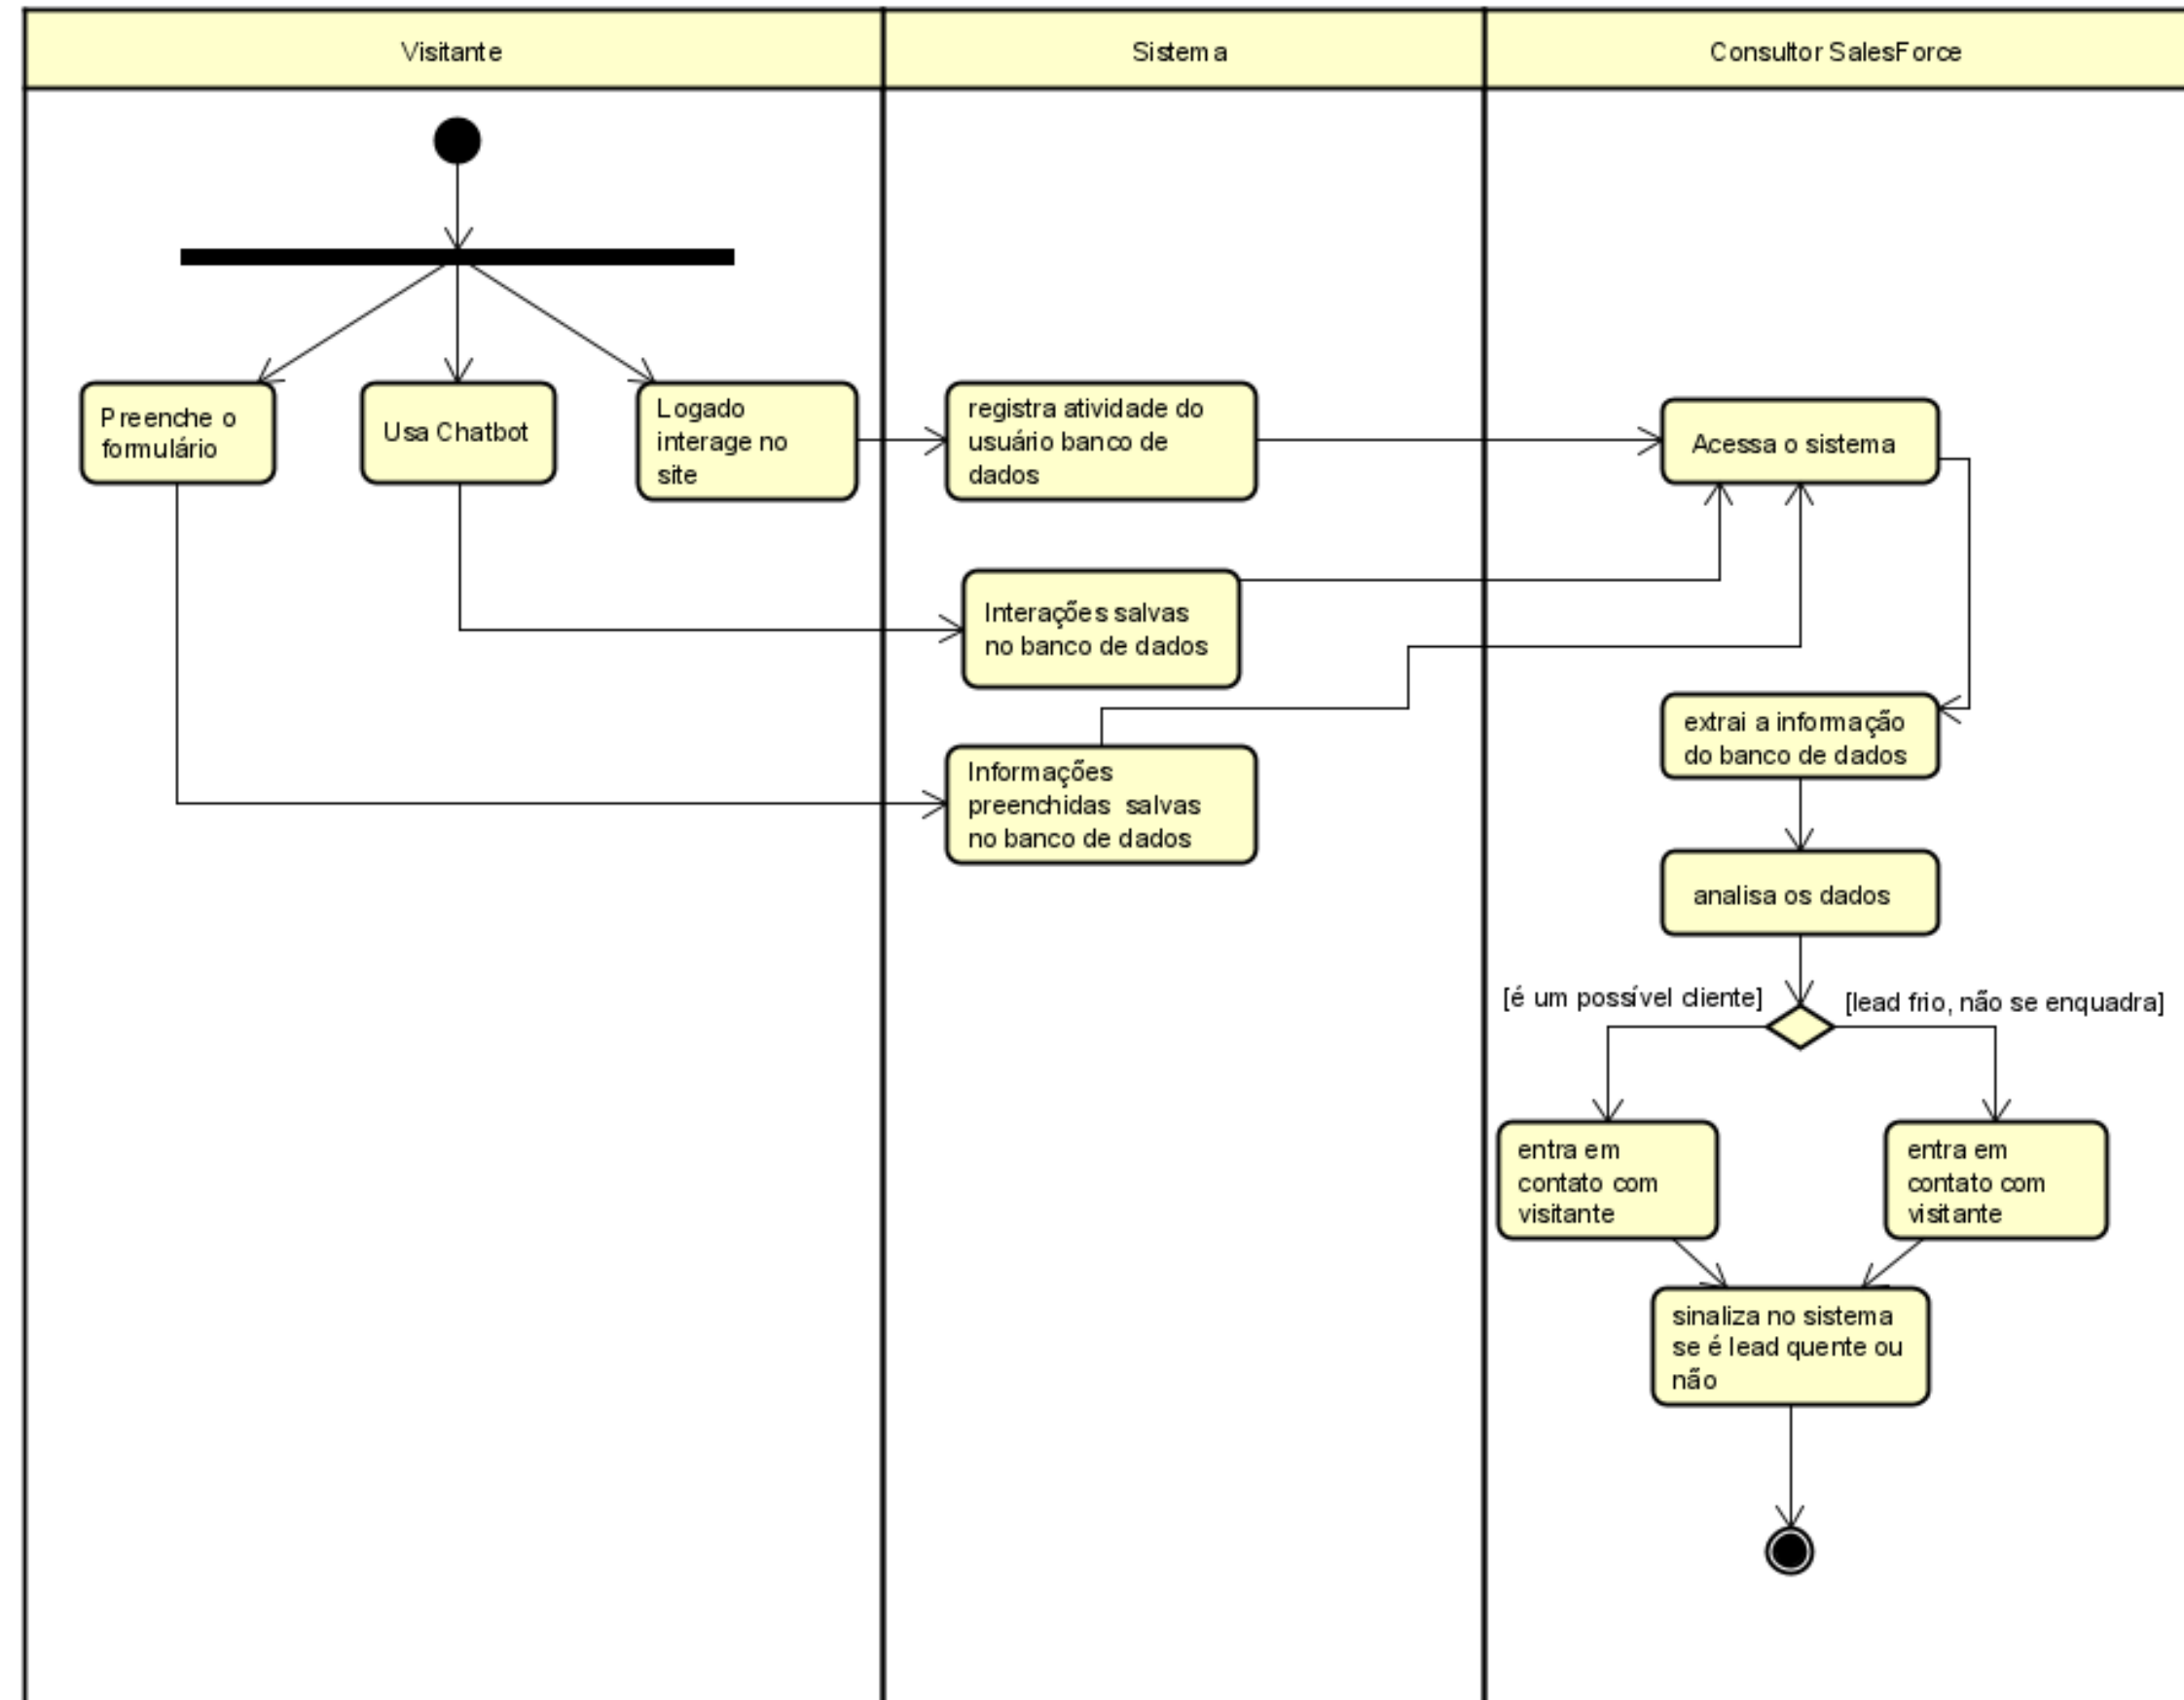 Visitante
Sistema
Consultor SalesForce
Preenche o
formulário
Usa Chatbot
Logado
interage no
site
registra atividade do
usuário banco de
dados
Acessa o sistema
Interações salvas
no banco de dados
extrai a informação
do banco de dados
Informações
preenchidas salvas
no banco de dados
analisa os dados
[é um possível cliente]
[lead frio, não se enquadra]
entra em
contato com
visitante
entra em
contato com
visitante
sinaliza no sistema
se é lead quente ou
não